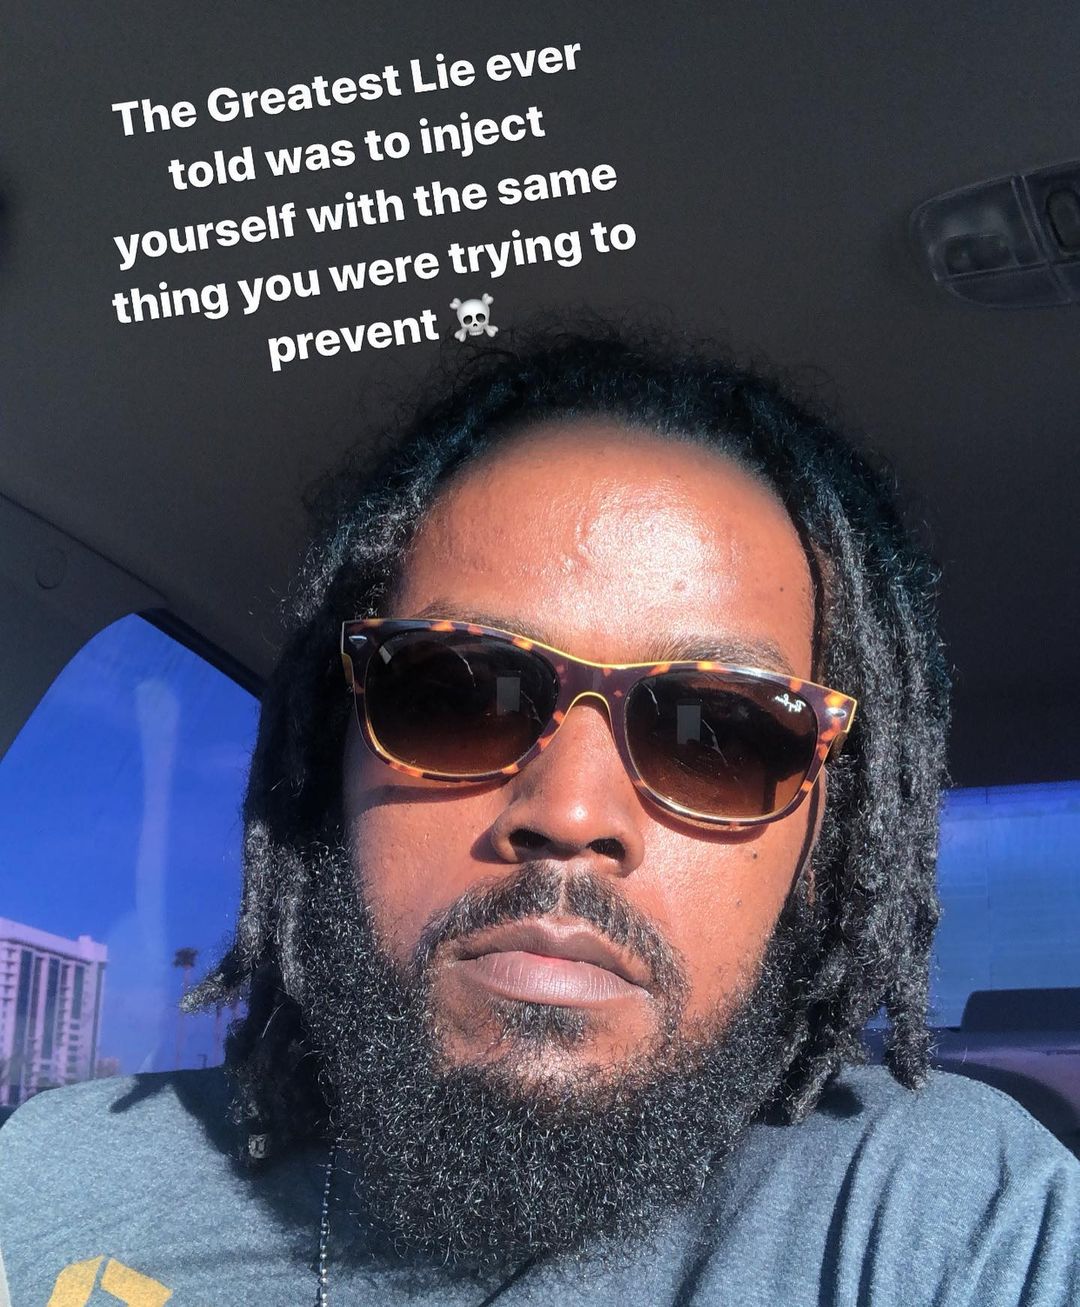 The Greatest Lie ever
told was to inject
yourself with the same
thing you were trying to
prevent ☠️
Ray-Ban